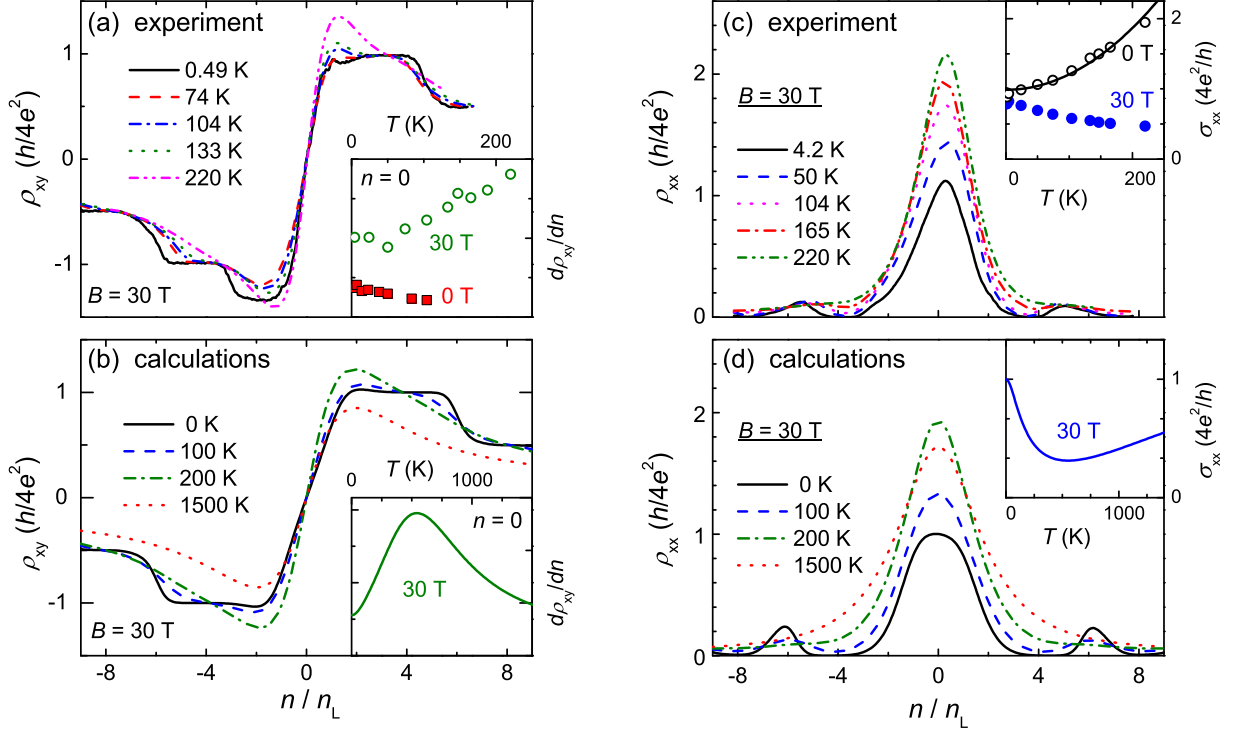 (a) experiment
ρxy (h/4e²)
1
0
-1
0.49 K
74 K
104 K
133 K
220 K
B = 30 T
T (K)
0 200
n = 0
30 T
0 T
dρxy/dn
(b) calculations
ρxy (h/4e²)
1
0
-1
0 K
100 K
200 K
1500 K
B = 30 T
T (K)
0 1000
n = 0
30 T
dρxy/dn
-8 -4 0 4 8
n / nL
(c) experiment
ρxx (h/4e²)
2
1
0
B = 30 T
4.2 K
50 K
104 K
165 K
220 K
0 T
30 T
2
1
0
σxx (4e²/h)
0 100 200
T (K)
(d) calculations
ρxx (h/4e²)
2
1
0
B = 30 T
0 K
100 K
200 K
1500 K
30 T
1
0
σxx (4e²/h)
0 1000
T (K)
-8 -4 0 4 8
n / nL